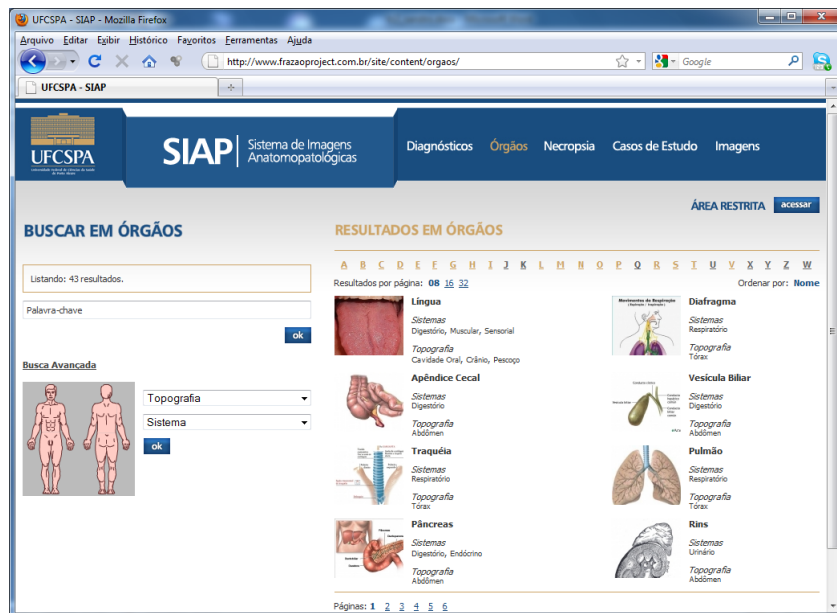 UFCSPA - SIAP - Mozilla Firefox
Arquivo Editar Exibir Histórico Favoritos Ferramentas Ajuda
http://www.frazaoproject.com.br/site/content/orgaos/
Google
UFCSPA - SIAP
UFCSPA
SIAP
Sistema de Imagens
Anatomopatológicas
Diagnósticos Órgãos Necropsia Casos de Estudo Imagens
ÁREA RESTRITA acessar
BUSCAR EM ÓRGÃOS
Listando: 43 resultados.
Palavra-chave
ok
Busca Avançada
Topografia
Sistema
ok
RESULTADOS EM ÓRGÃOS
A B C D E F G H I J K L M N O P Q R S T U V X Y Z W
Resultados por página: 08 16 32
Ordenar por: Nome
Língua
Sistemas
Digestório, Muscular, Sensorial
Topografia
Cavidade Oral, Crânio, Pescoço
Diafragma
Sistemas
Respiratório
Topografia
Tórax
Apêndice Cecal
Sistemas
Digestório
Topografia
Abdômen
Vesícula Biliar
Sistemas
Digestório
Topografia
Abdômen
Traquéia
Sistemas
Respiratório
Topografia
Tórax
Pulmão
Sistemas
Respiratório
Topografia
Tórax
Pâncreas
Sistemas
Digestório, Endócrino
Topografia
Abdômen
Rins
Sistemas
Urinário
Topografia
Abdômen
Páginas: 1 2 3 4 5 6